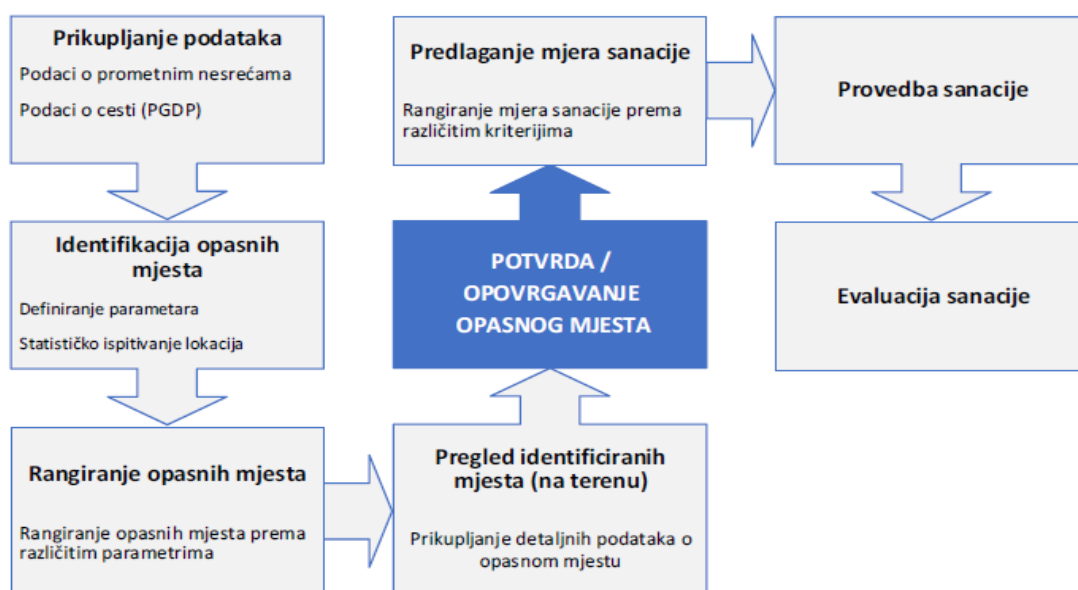 Prikupljanje podataka
Podaci o prometnim nesrećama
Podaci o cesti (PGDP)
Identifikacija opasnih
mjesta
Definiranje parametara
Statističko ispitivanje lokacija
Rangiranje opasnih mjesta
Rangiranje opasnih mjesta prema
različitim parametrima
Pregled identificiranih
mjesta (na terenu)
Prikupljanje detaljnih podataka o
opasnom mjestu
POTVRDA /
OPOVRGAVANJE
OPASNOG MJESTA
Predlaganje mjera sanacije
Rangiranje mjera sanacije prema
različitim kriterijima
Provedba sanacije
Evaluacija sanacije